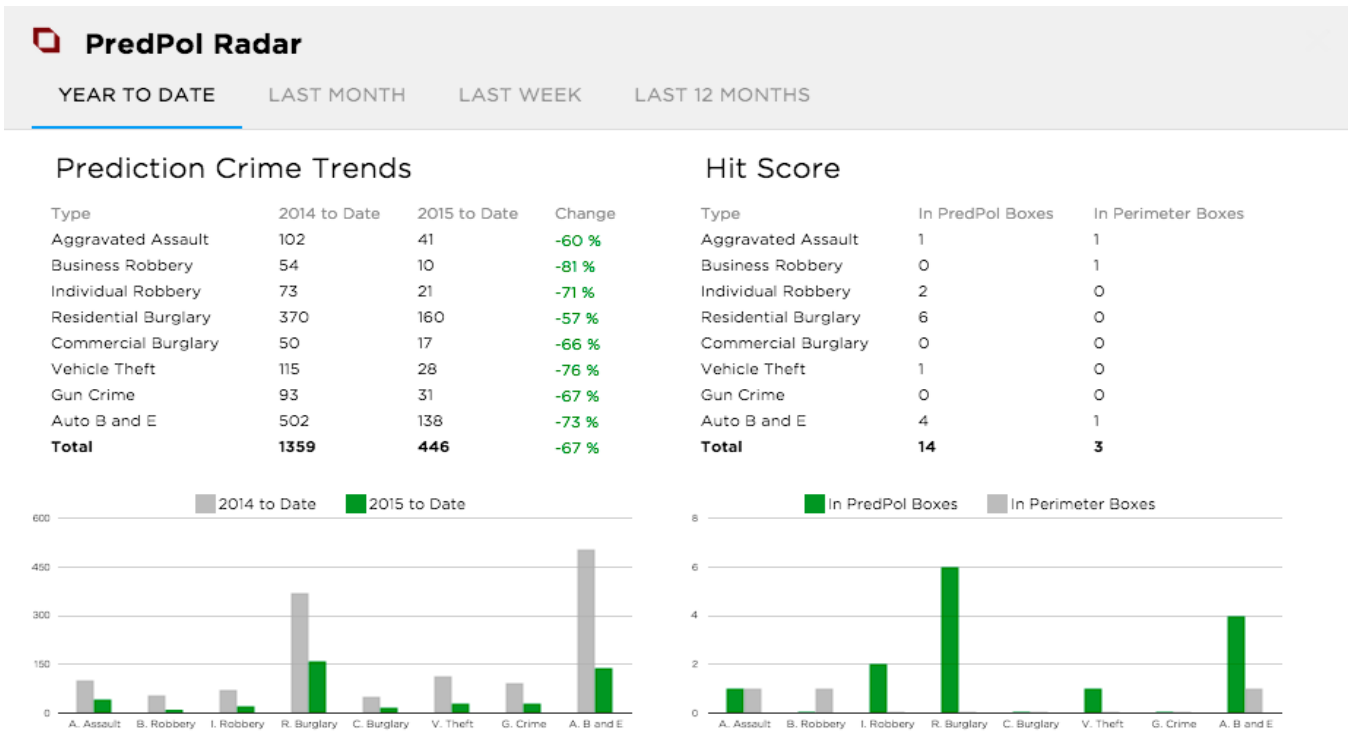 PredPol Radar
YEAR TO DATE LAST MONTH LAST WEEK LAST 12 MONTHS
Prediction Crime Trends
Type 2014 to Date 2015 to Date Change
Aggravated Assault 102 41 -60 %
Business Robbery 54 10 -81 %
Individual Robbery 73 21 -71 %
Residential Burglary 370 160 -57 %
Commercial Burglary 50 17 -66 %
Vehicle Theft 115 28 -76 %
Gun Crime 93 31 -67 %
Auto B and E 502 138 -73 %
Total 1359 446 -67 %
2014 to Date 2015 to Date
600
450
300
150
0
A. Assault B. Robbery I. Robbery R. Burglary C. Burglary V. Theft G. Crime A. B and E
Hit Score
Type In PredPol Boxes In Perimeter Boxes
Aggravated Assault 1 1
Business Robbery 0 1
Individual Robbery 2 0
Residential Burglary 6 0
Commercial Burglary 0 0
Vehicle Theft 1 0
Gun Crime 0 0
Auto B and E 4 1
Total 14 3
In PredPol Boxes In Perimeter Boxes
8
6
4
2
0
A. Assault B. Robbery I. Robbery R. Burglary C. Burglary V. Theft G. Crime A. B and E